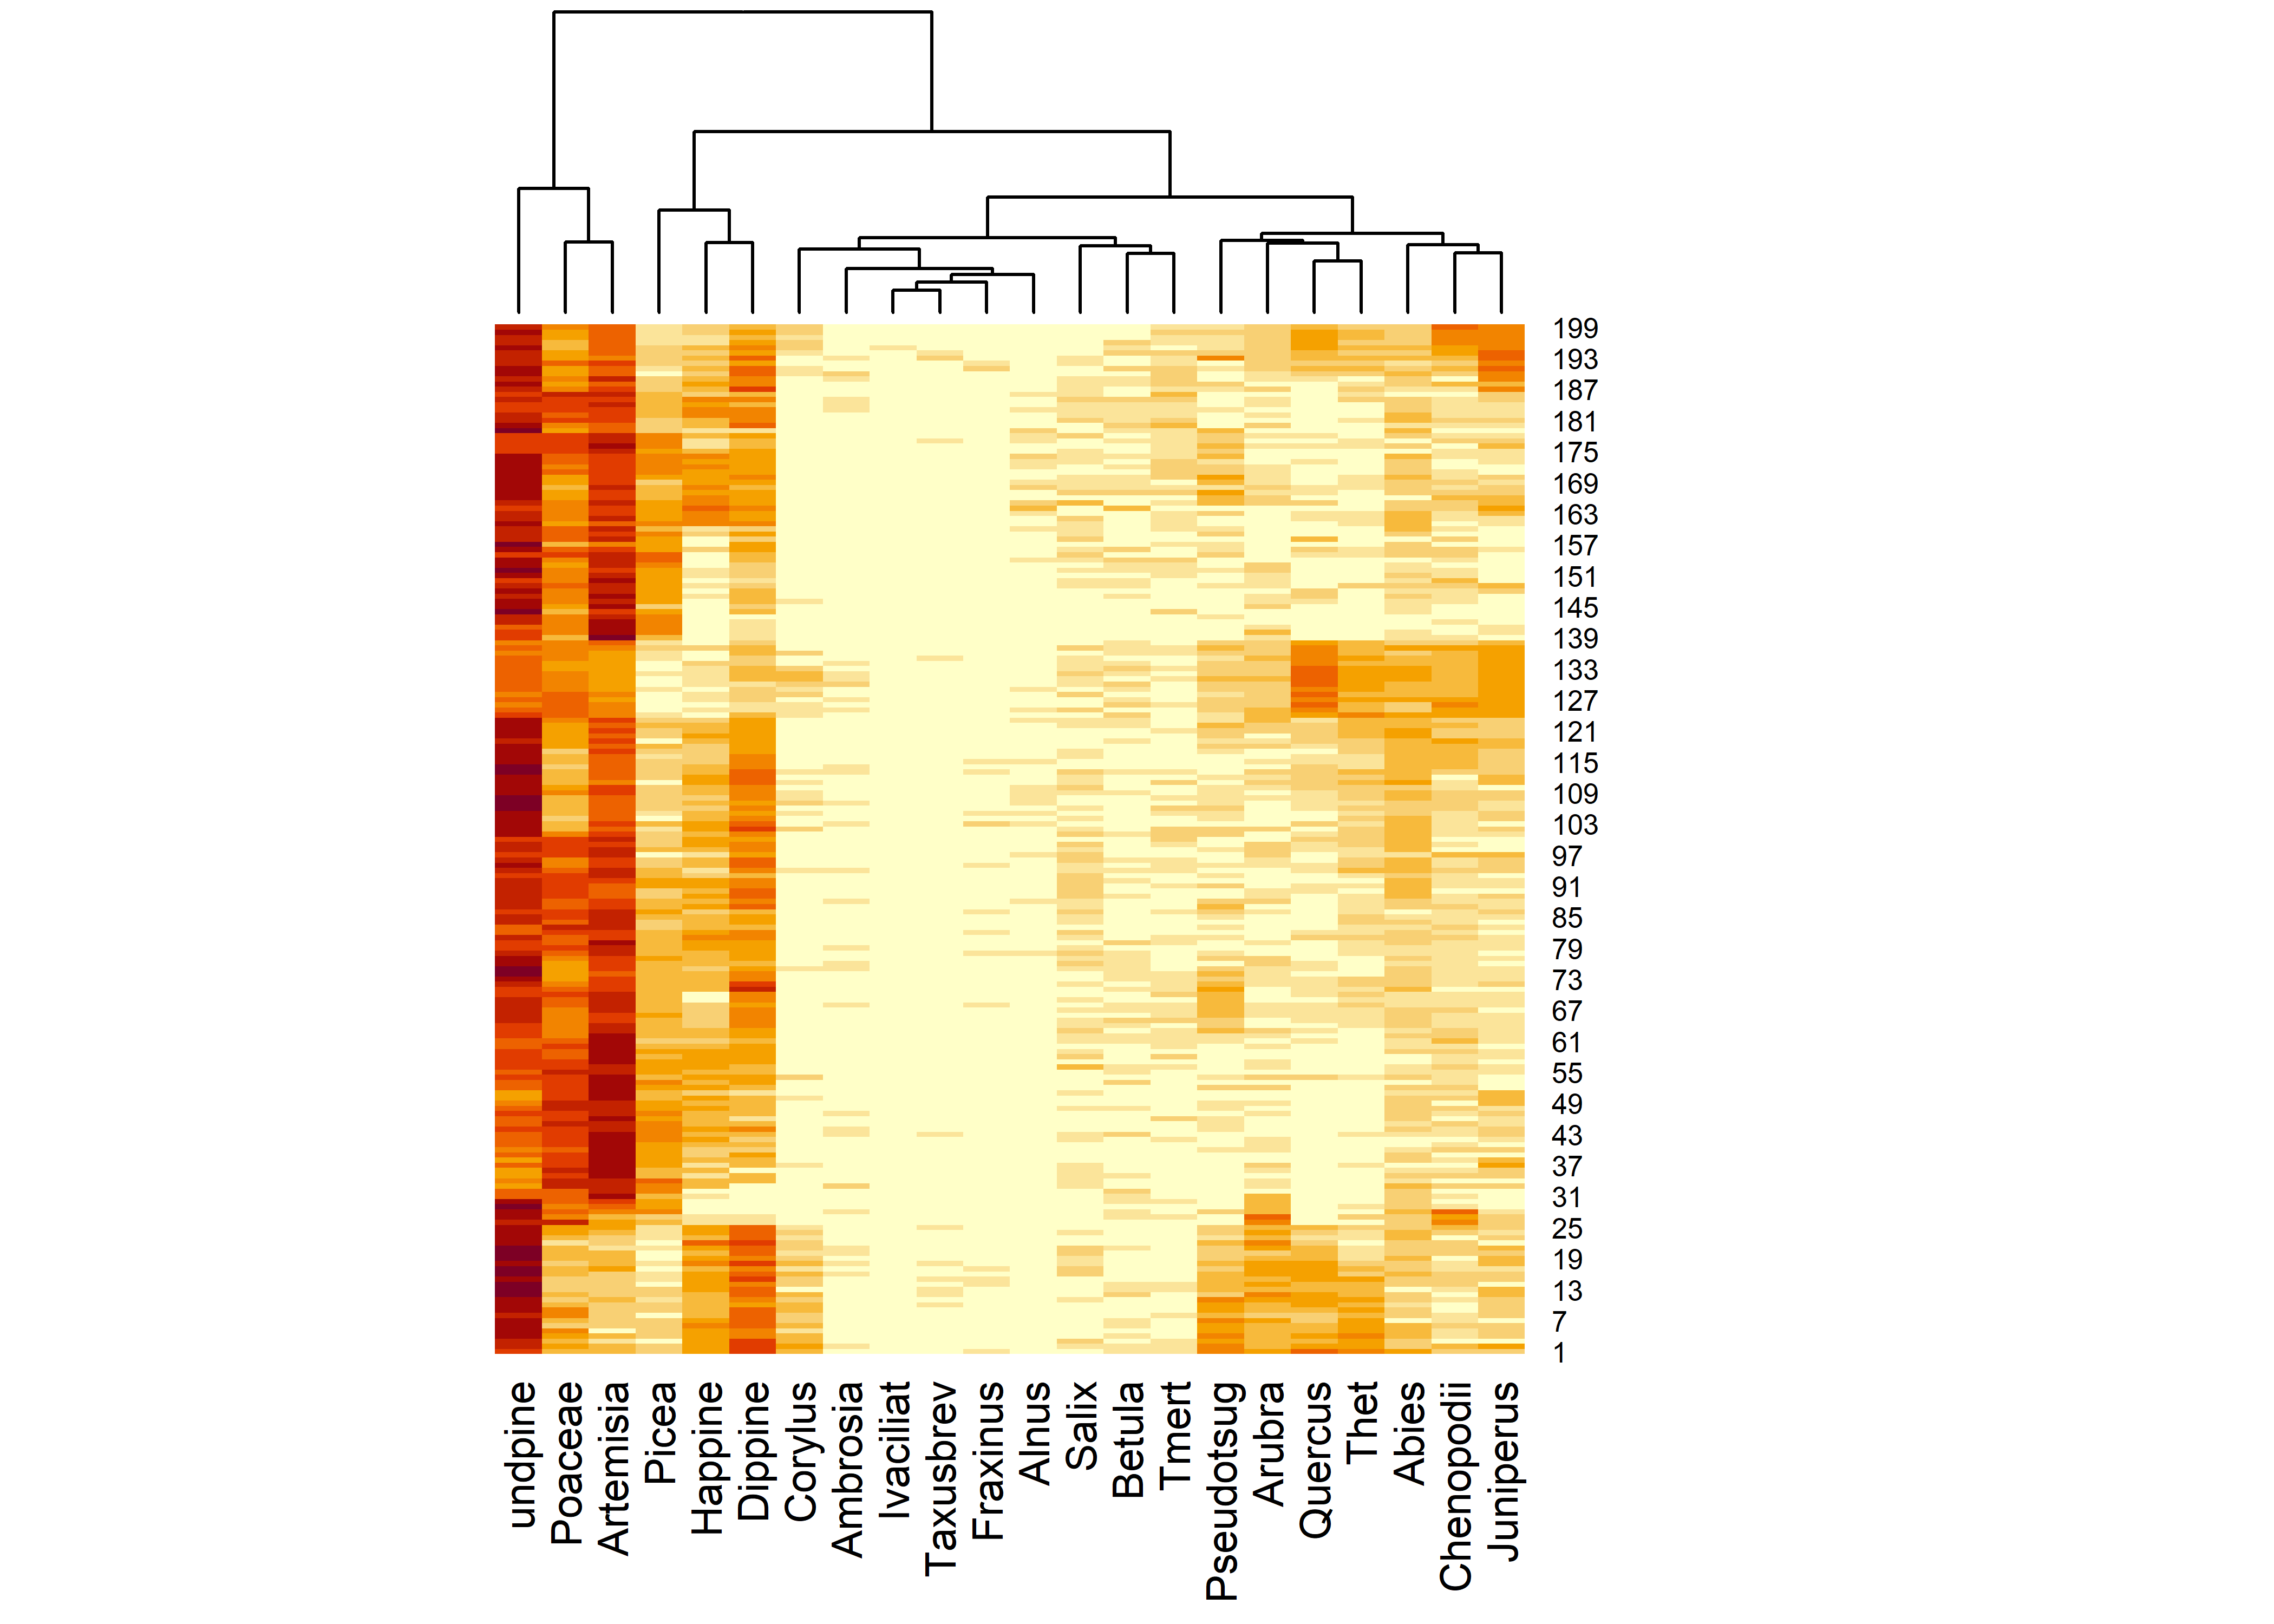 199
193
187
181
175
169
163
157
151
145
139
133
127
121
115
109
103
97
91
85
79
73
67
61
55
49
43
37
31
25
19
13
7
1
undpine
Poaceae
Artemisia
Picea
Happine
Dippine
Corylus
Ambrosia
Ivaciliat
Taxusbrev
Fraxinus
Alnus
Salix
Betula
Tmert
Pseudotsug
Arubra
Quercus
Thet
Abies
Chenopodii
Juniperus